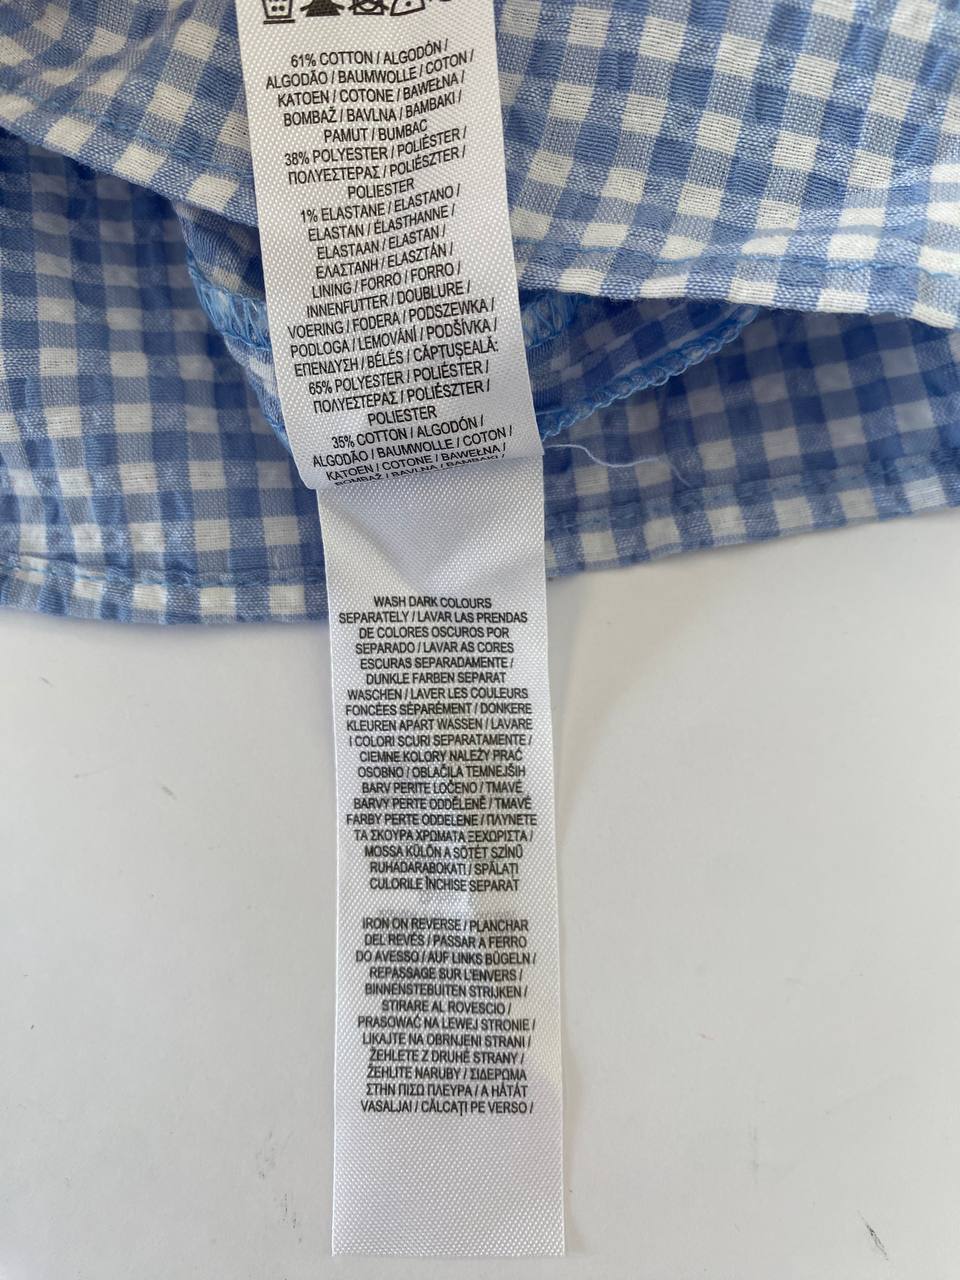 61% COTTON / ALGODÓN /
ALGODÃO / BAUMWOLLE / COTON /
KATOEN / COTONE / BAWEŁNA /
BOMBAŽ / BAVLNA / BAMBAKI /
PAMUT / BUMBAC
38% POLYESTER / POLIÉSTER /
ΠΟΛΥΕΣΤΕΡΑΣ / POLIÉSZTER /
POLIESTER
1% ELASTANE / ELASTANO /
ELASTAN / ÉLASTHANNE /
ELASTAAN / ELASTAN /
ΕΛΑΣΤΑΝΗ / ELASZTÁN /
LINING / FORRO / FORRO /
INNENFUTTER / DOUBLURE /
VOERING / FODERA / PODSZEWKA /
PODLOGA / LEMOVÁNÍ / PODŠÍVKA /
ΕΠΕΝΔΥΣΗ / BÉLÉS / CĂPTUȘEALĂ:
65% POLYESTER / POLIÉSTER /
ΠΟΛΥΕΣΤΕΡΑΣ / POLIÉSZTER /
POLIESTER
35% COTTON / ALGODÓN /
ALGODÃO / BAUMWOLLE / COTON /
KATOEN / COTONE / BAWEŁNA /
BOMBAŽ / BAVLNA / BAMBAKI /
WASH DARK COLOURS
SEPARATELY / LAVAR LAS PRENDAS
DE COLORES OSCUROS POR
SEPARADO / LAVAR AS CORES
ESCURAS SEPARADAMENTE /
DUNKLE FARBEN SEPARAT
WASCHEN / LAVER LES COULEURS
FONCÉES SÉPARÉMENT / DONKERE
KLEUREN APART WASSEN / LAVARE
I COLORI SCURI SEPARATAMENTE /
CIEMNE KOLORY NALEŻY PRAĆ
OSOBNO / OBLAČILA TEMNEJŠIH
BARV PERITE LOČENO / TMAVÉ
BARVY PERTE ODDĚLENĚ / TMAVÉ
FARBY PERTE ODDELENE / ΠΛΥΝΕΤΕ
ΤΑ ΣΚΟΥΡΑ ΧΡΩΜΑΤΑ ΞΕΧΩΡΙΣΤΑ /
MOSSA KÜLÖN A SÖTÉT SZÍNŰ
RUHADARABOKAT! / SPĂLAȚI
CULORILE ÎNCHISE SEPARAT
IRON ON REVERSE / PLANCHAR
DEL REVÉS / PASSAR A FERRO
DO AVESSO / AUF LINKS BÜGELN /
REPASSAGE SUR L'ENVERS /
BINNENSTEBUITEN STRIJKEN /
STIRARE AL ROVESCIO /
PRASOWAĆ NA LEWEJ STRONIE /
LIKAJTE NA OBRNJENI STRANI /
ŽEHLETE Z DRUHÉ STRANY /
ŽEHLITE NARUBY / ΣΙΔΕΡΩΜΑ
ΣΤΗΝ ΠΙΣΩ ΠΛΕΥΡΑ / A HÁTÁT
VASALJA! / CĂLCAȚI PE VERSO /